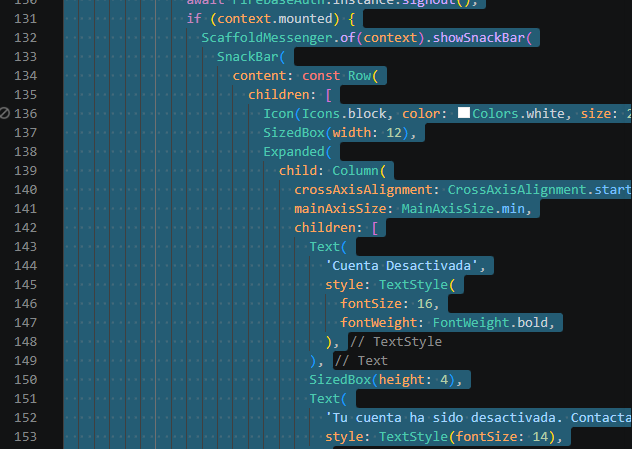 130 await FirebaseAuth.instance.signOut();
131 if (context.mounted) {
132 ScaffoldMessenger.of(context).showSnackBar(
133 SnackBar(
134 content: const Row(
135 children: [
136 Icon(Icons.block, color: Colors.white, size: 2
137 SizedBox(width: 12),
138 Expanded(
139 child: Column(
140 crossAxisAlignment: CrossAxisAlignment.start
141 mainAxisSize: MainAxisSize.min,
142 children: [
143 Text(
144 'Cuenta Desactivada',
145 style: TextStyle(
146 fontSize: 16,
147 fontWeight: FontWeight.bold,
148 ), // TextStyle
149 ), // Text
150 SizedBox(height: 4),
151 Text(
152 'Tu cuenta ha sido desactivada. Contacta
153 style: TextStyle(fontSize: 14),